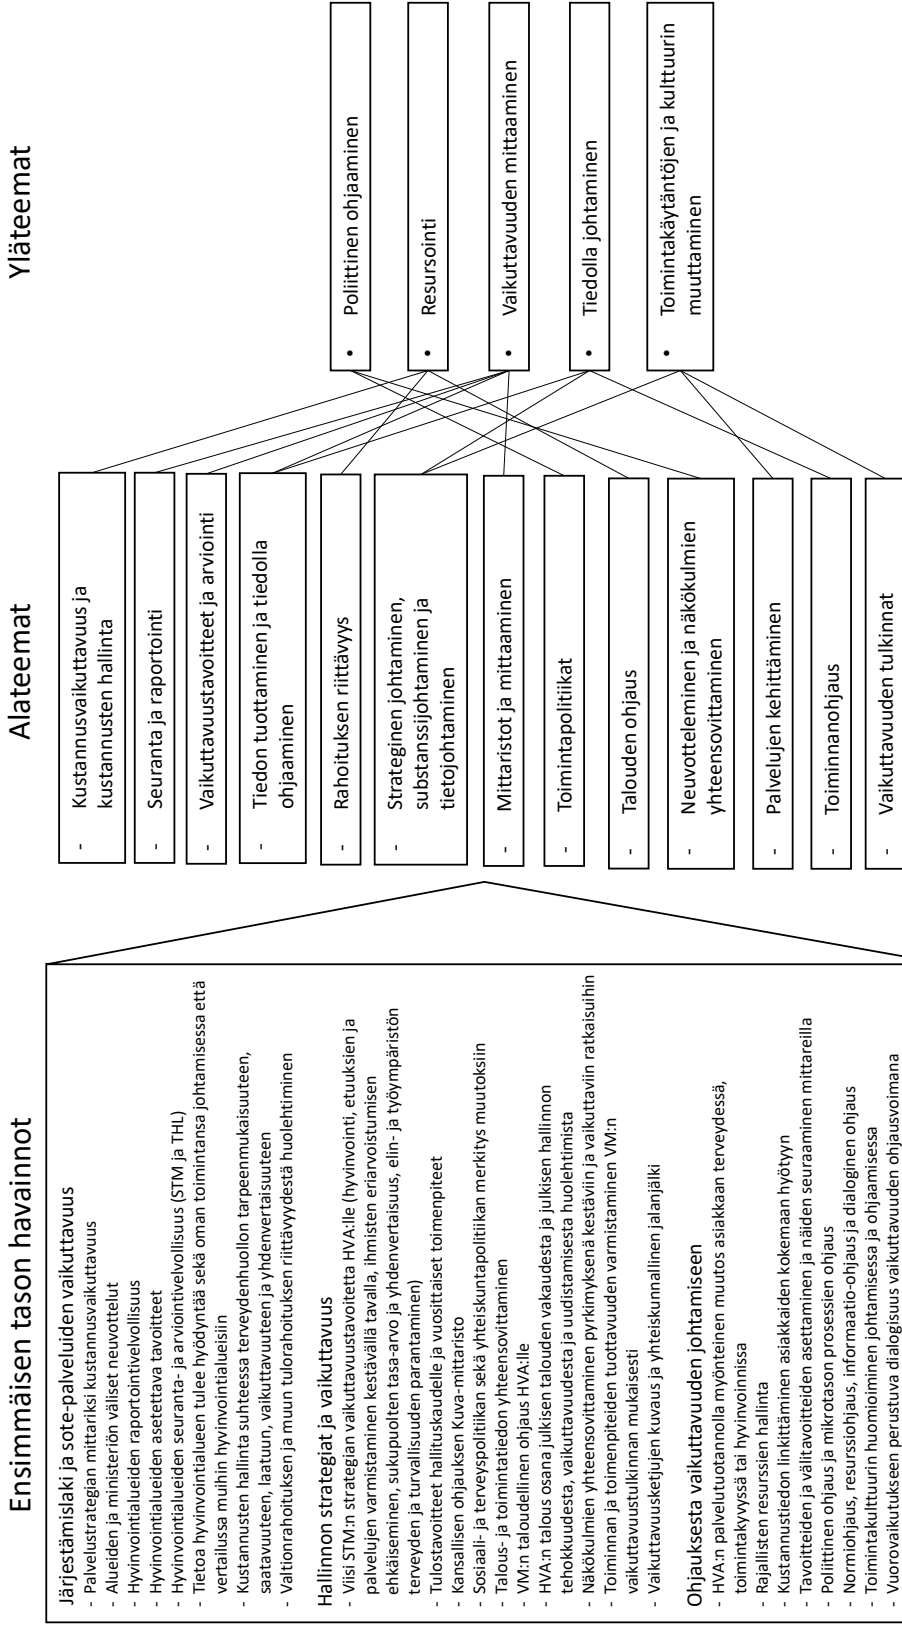 Ensimmäisen tason havainnot
Järjestämislaki ja sote-palveluiden vaikuttavuus
- Palvelustrategian mittariksi kustannusvaikuttavuus
- Alueiden ja ministeriön väliset neuvottelut
- Hyvinvointialueiden raportointivelvollisuus
- Hyvinvointialueiden asetettava tavoitteet
- Hyvinvointialueiden seuranta- ja arviointivelvollisuus (STM ja THL)
- Tietoa hyvinvointialueen tulee hyödyntää sekä oman toimintansa johtamisessa että
vertailussa muihin hyvinvointialueisiin
- Kustannusten hallinta suhteessa terveydenhuollon tarpeenmukaisuuteen,
saatavuuteen, laatuun, vaikuttavuuteen ja yhdenvertaisuuteen
- Valtionrahoituksen ja muun tulorahoituksen riittävyydestä huolehtiminen
Hallinnon strategiat ja vaikuttavuus
- Viisi STM:n strategian vaikuttavuustavoitetta HVA:lle (hyvinvointi, etuuksien ja
palvelujen varmistaminen kestävällä tavalla, ihmisten eriarvoistumisen
ehkäiseminen, sukupuolten tasa-arvo ja yhdenvertaisuus, elin- ja työympäristön
terveyden ja turvallisuuden parantaminen)
- Tulostavoitteet hallituskaudelle ja vuosittaiset toimenpiteet
- Kansallisen ohjauksen Kuva-mittaristo
- Sosiaali- ja terveyspolitiikan sekä yhteiskuntapolitiikan merkitys muutoksiin
- Talous- ja toimintatiedon yhteensovittaminen
- VM:n taloudellinen ohjaus HVA:lle
- HVA:n talous osana julkisen talouden vakaudesta ja julkisen hallinnon
tehokkuudesta, vaikuttavuudesta ja uudistamisesta huolehtimista
- Näkökulmien yhteensovittaminen pyrkimyksenä kestäviin ja vaikuttaviin ratkaisuihin
- Toiminnan ja toimenpiteiden tuottavuuden varmistaminen VM:n
vaikuttavuustulkinnan mukaisesti
- Vaikuttavuusketjujen kuvaus ja yhteiskunnallinen jalanjälki
Ohjauksesta vaikuttavuuden johtamiseen
- HVA:n palvelutuotannolla myönteinen muutos asiakkaan terveydessä,
toimintakyvyssä tai hyvinvoinnissa
- Rajallisten resurssien hallinta
- Kustannustiedon linkittäminen asiakkaiden kokemaan hyötyyn
- Tavoitteiden ja välitavoitteiden asettaminen ja näiden seuraaminen mittareilla
- Poliittinen ohjaus ja mikrotason prosessien ohjaus
- Normiohjaus, resurssiohjaus, informaatio-ohjaus ja dialoginen ohjaus
- Toimintakulttuurin huomioiminen johtamisessa ja ohjaamisessa
- Vuorovaikutukseen perustuva dialogisuus vaikuttavuuden ohjausvoimana
Alateemat
- Kustannusvaikuttavuus ja
kustannusten hallinta
- Seuranta ja raportointi
- Vaikuttavuustavoitteet ja arviointi
- Tiedon tuottaminen ja tiedolla
ohjaaminen
- Rahoituksen riittävyys
- Strateginen johtaminen,
substanssijohtaminen ja
tietojohtaminen
- Mittaristot ja mittaaminen
- Toimintapolitiikat
- Talouden ohjaus
- Neuvotteleminen ja näkökulmien
yhteensovittaminen
- Palvelujen kehittäminen
- Toiminnanohjaus
- Vaikuttavuuden tulkinnat
Yläteemat
• Poliittinen ohjaaminen
• Resursointi
• Vaikuttavuuden mittaaminen
• Tiedolla johtaminen
• Toimintakäytäntöjen ja kulttuurin
muuttaminen